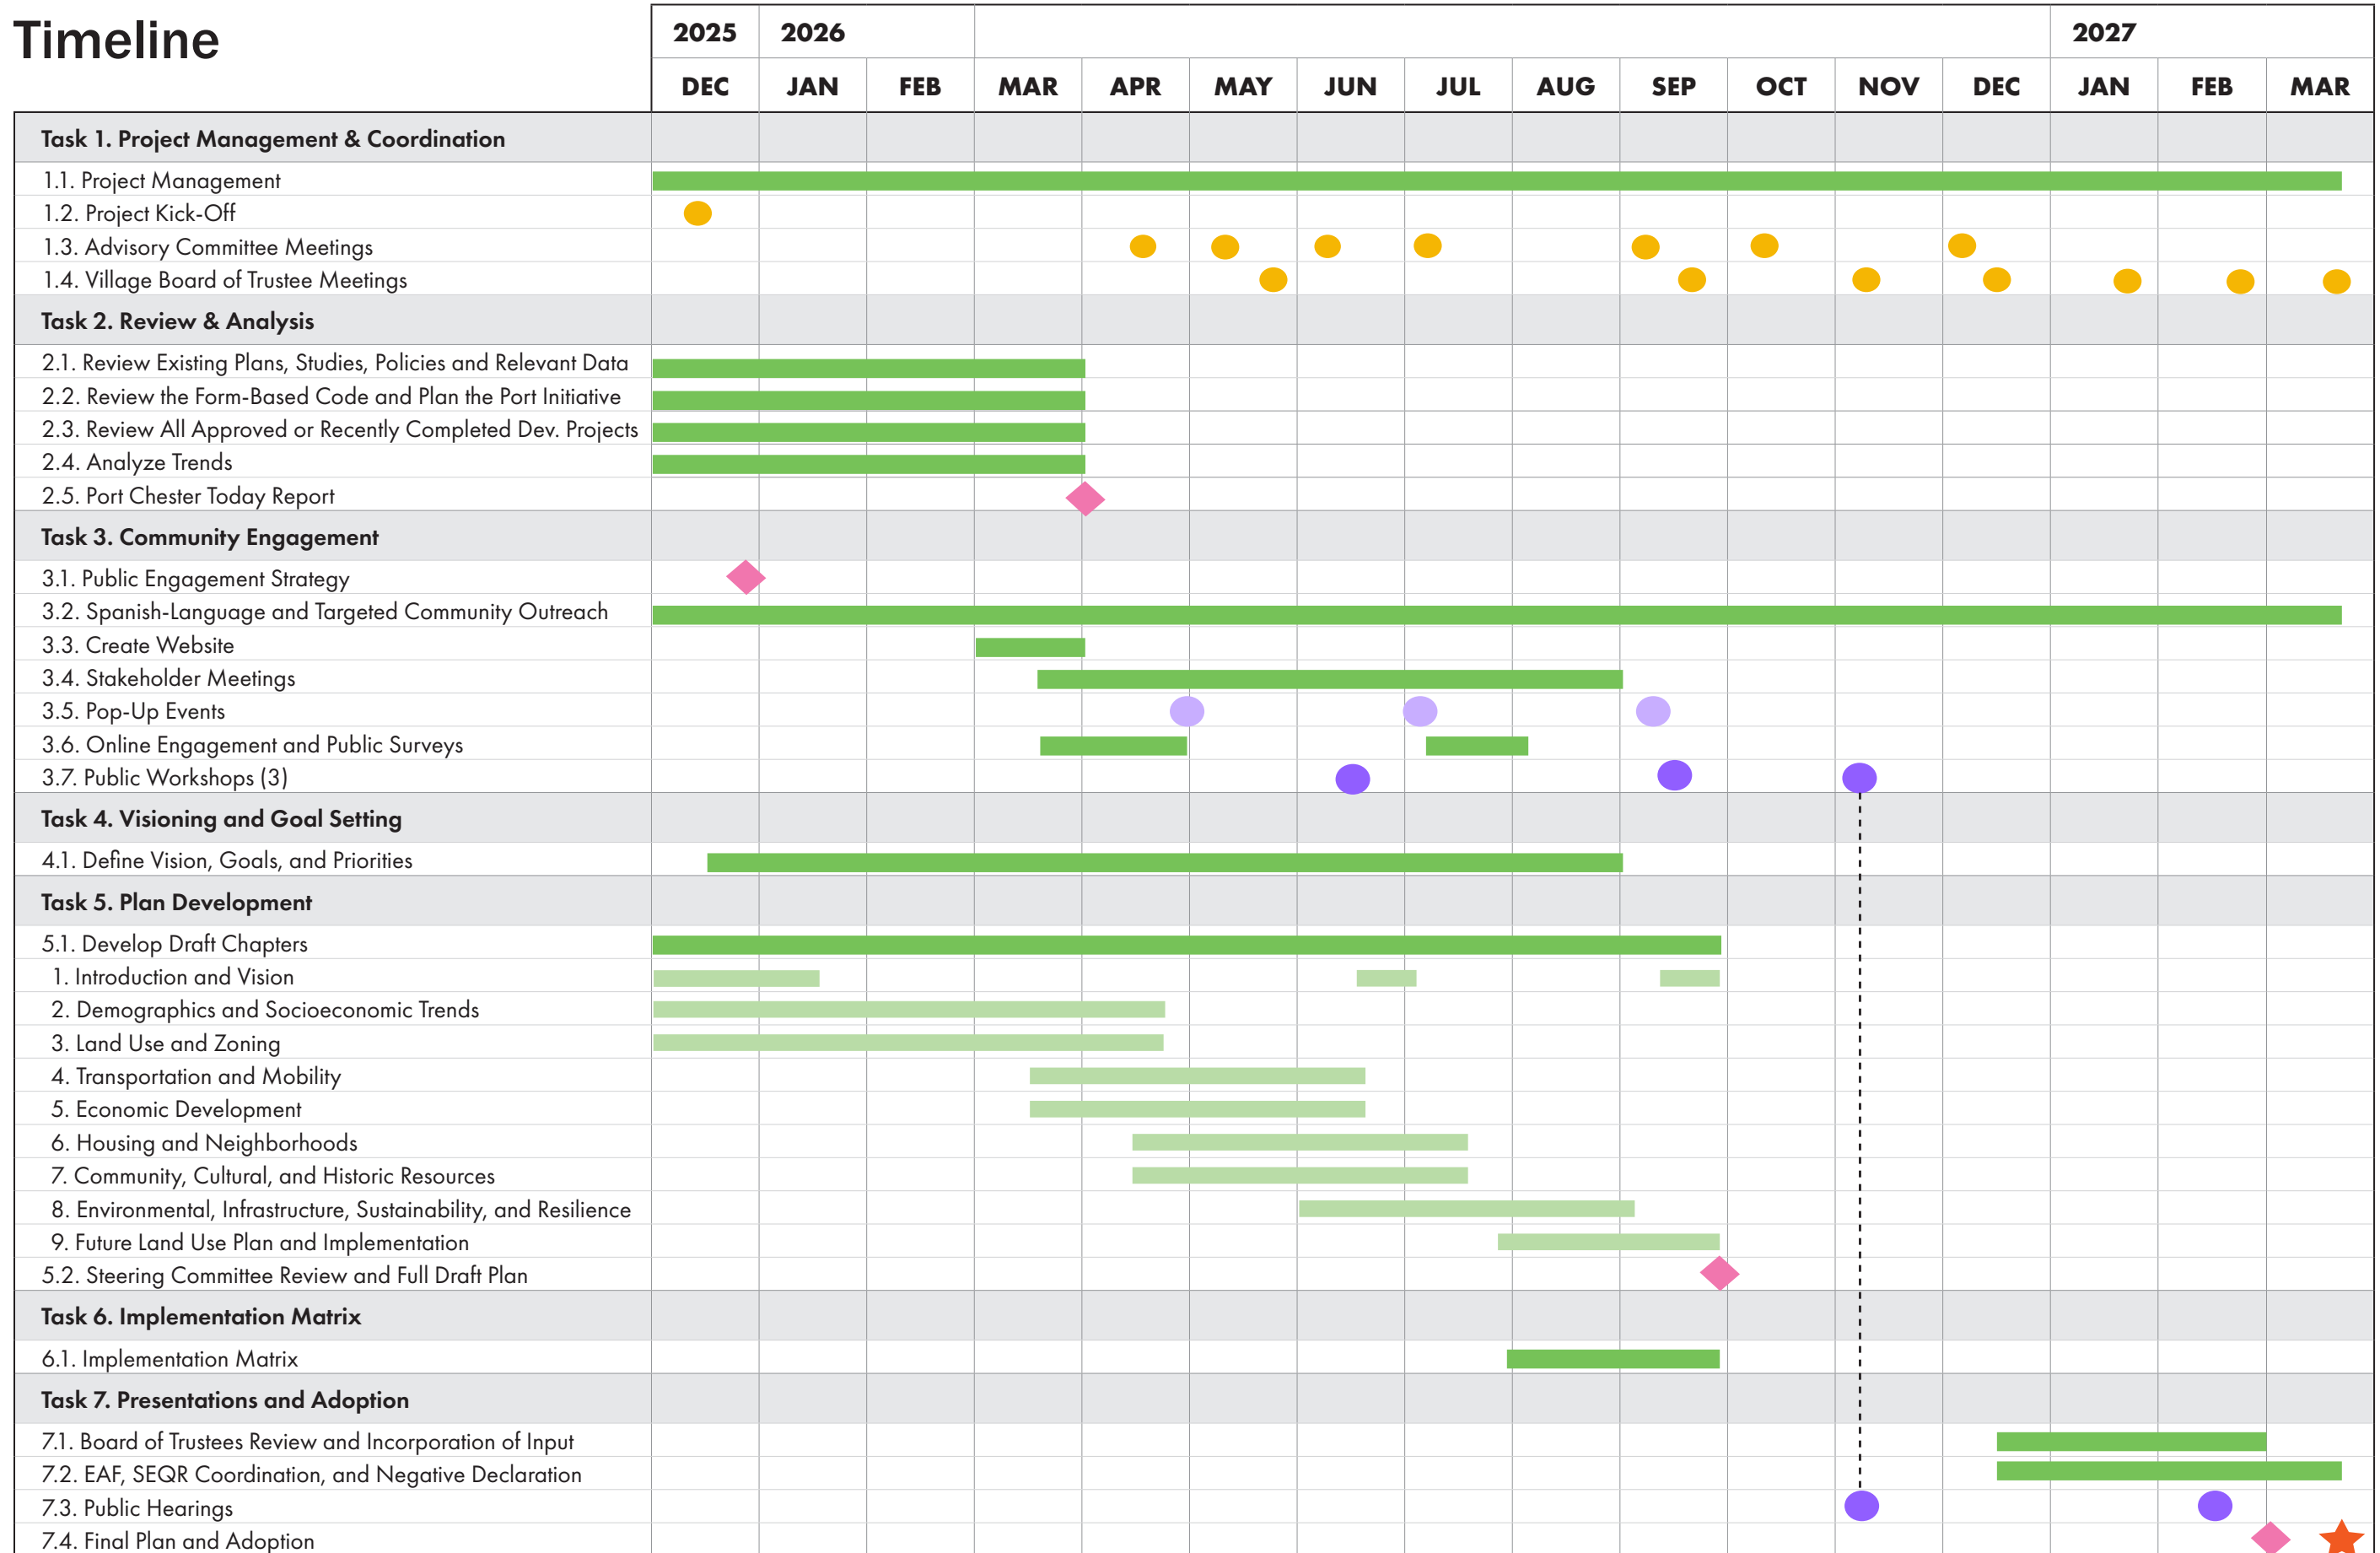 Timeline
2025 2026 2027
DEC JAN FEB MAR APR MAY JUN JUL AUG SEP OCT NOV DEC JAN FEB MAR
Task 1. Project Management & Coordination
1.1. Project Management
1.2. Project Kick-Off
1.3. Advisory Committee Meetings
1.4. Village Board of Trustee Meetings
Task 2. Review & Analysis
2.1. Review Existing Plans, Studies, Policies and Relevant Data
2.2. Review the Form-Based Code and Plan the Port Initiative
2.3. Review All Approved or Recently Completed Dev. Projects
2.4. Analyze Trends
2.5. Port Chester Today Report
Task 3. Community Engagement
3.1. Public Engagement Strategy
3.2. Spanish-Language and Targeted Community Outreach
3.3. Create Website
3.4. Stakeholder Meetings
3.5. Pop-Up Events
3.6. Online Engagement and Public Surveys
3.7. Public Workshops (3)
Task 4. Visioning and Goal Setting
4.1. Define Vision, Goals, and Priorities
Task 5. Plan Development
5.1. Develop Draft Chapters
1. Introduction and Vision
2. Demographics and Socioeconomic Trends
3. Land Use and Zoning
4. Transportation and Mobility
5. Economic Development
6. Housing and Neighborhoods
7. Community, Cultural, and Historic Resources
8. Environmental, Infrastructure, Sustainability, and Resilience
9. Future Land Use Plan and Implementation
5.2. Steering Committee Review and Full Draft Plan
Task 6. Implementation Matrix
6.1. Implementation Matrix
Task 7. Presentations and Adoption
7.1. Board of Trustees Review and Incorporation of Input
7.2. EAF, SEQR Coordination, and Negative Declaration
7.3. Public Hearings
7.4. Final Plan and Adoption